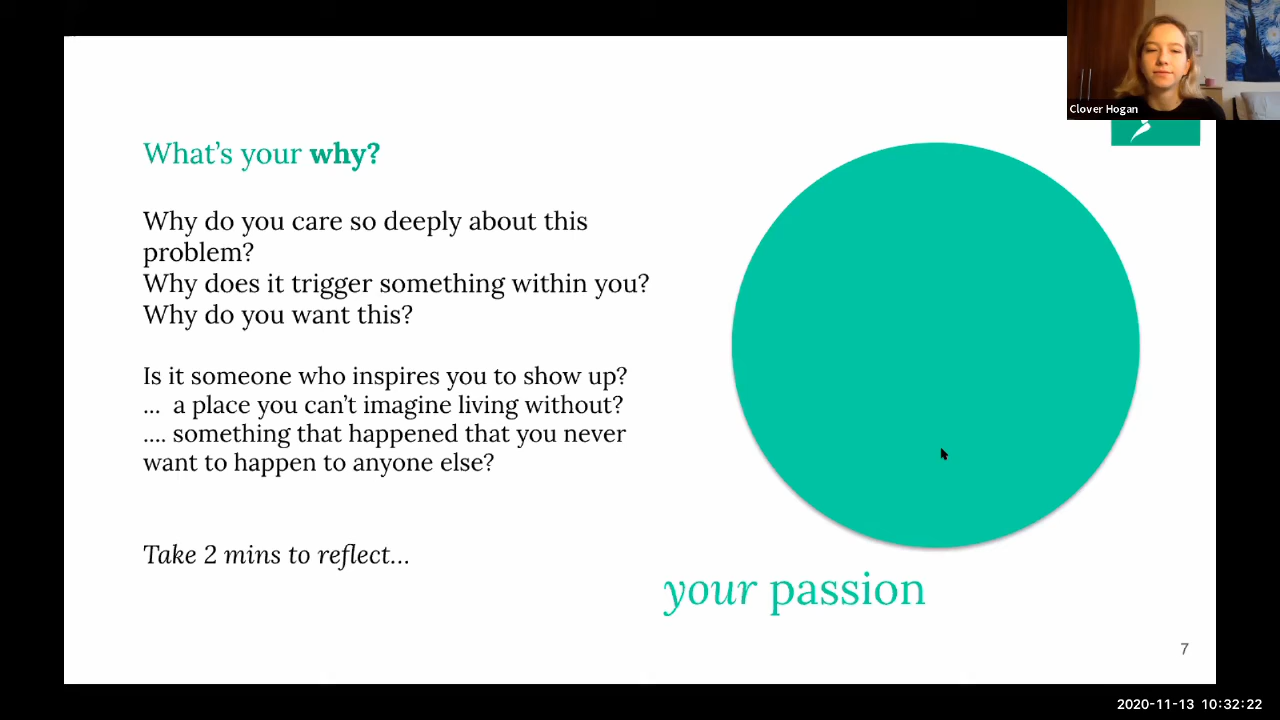 Clover Hogan
What's your why?
Why do you care so deeply about this
problem?
Why does it trigger something within you?
Why do you want this?
Is it someone who inspires you to show up?
... a place you can't imagine living without?
.... something that happened that you never
want to happen to anyone else?
Take 2 mins to reflect...
your passion
7
2020-11-13 10:32:22